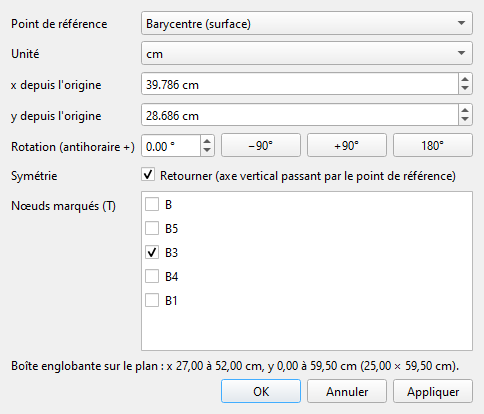 Point de référence Barycentre (surface)
Unité cm
x depuis l'origine 39.786 cm
y depuis l'origine 28.686 cm
Rotation (antihoraire +) 0.00 ° −90° +90° 180°
Symétrie Retourner (axe vertical passant par le point de référence)
Nœuds marqués (T) B
B5
B3
B4
B1
Boîte englobante sur le plan : x 27,00 à 52,00 cm, y 0,00 à 59,50 cm (25,00 × 59,50 cm).
OK Annuler Appliquer